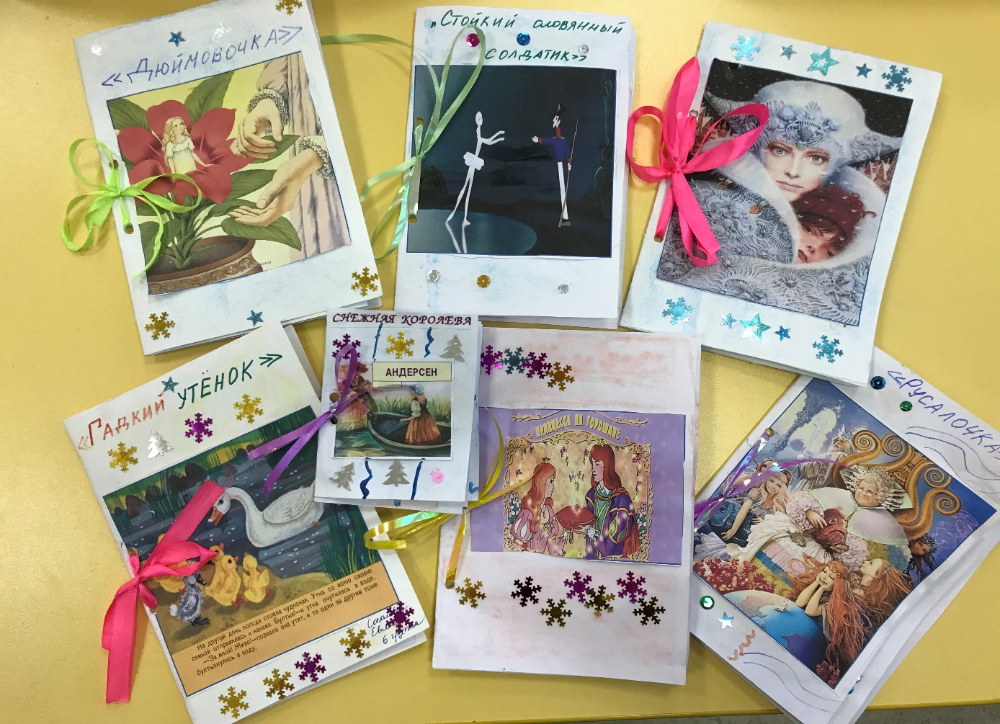 «Дюймовочка»
„Стойкий оловянный
солдатик»
СНЕЖНАЯ КОРОЛЕВА
АНДЕРСЕН
«Гадкий утёнок»
На другой день погода стояла чудесная. Утка со всею своею
семьёй отправилась к канаве. Бултых!—и утка очутилась в воде.
—За мной! Живо!—позвала она утят, и те один за другим тоже
бултыхнулись в воду.
6 группа
ПРИНЦЕССА НА ГОРОШИНЕ
«Русалочка»